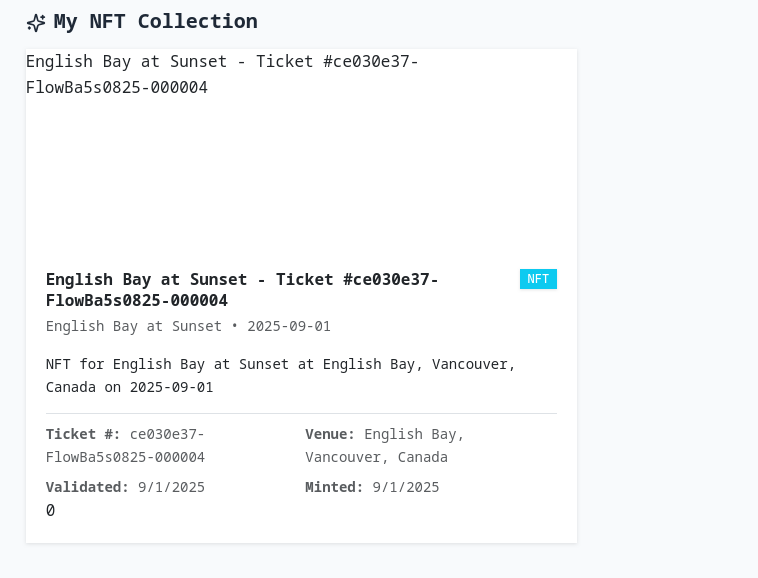 My NFT Collection
English Bay at Sunset - Ticket #ce030e37-
FlowBa5s0825-000004
English Bay at Sunset - Ticket #ce030e37-
FlowBa5s0825-000004
NFT
English Bay at Sunset • 2025-09-01
NFT for English Bay at Sunset at English Bay, Vancouver,
Canada on 2025-09-01
Ticket #: ce030e37-
FlowBa5s0825-000004
Venue: English Bay,
Vancouver, Canada
Validated: 9/1/2025
Minted: 9/1/2025
0